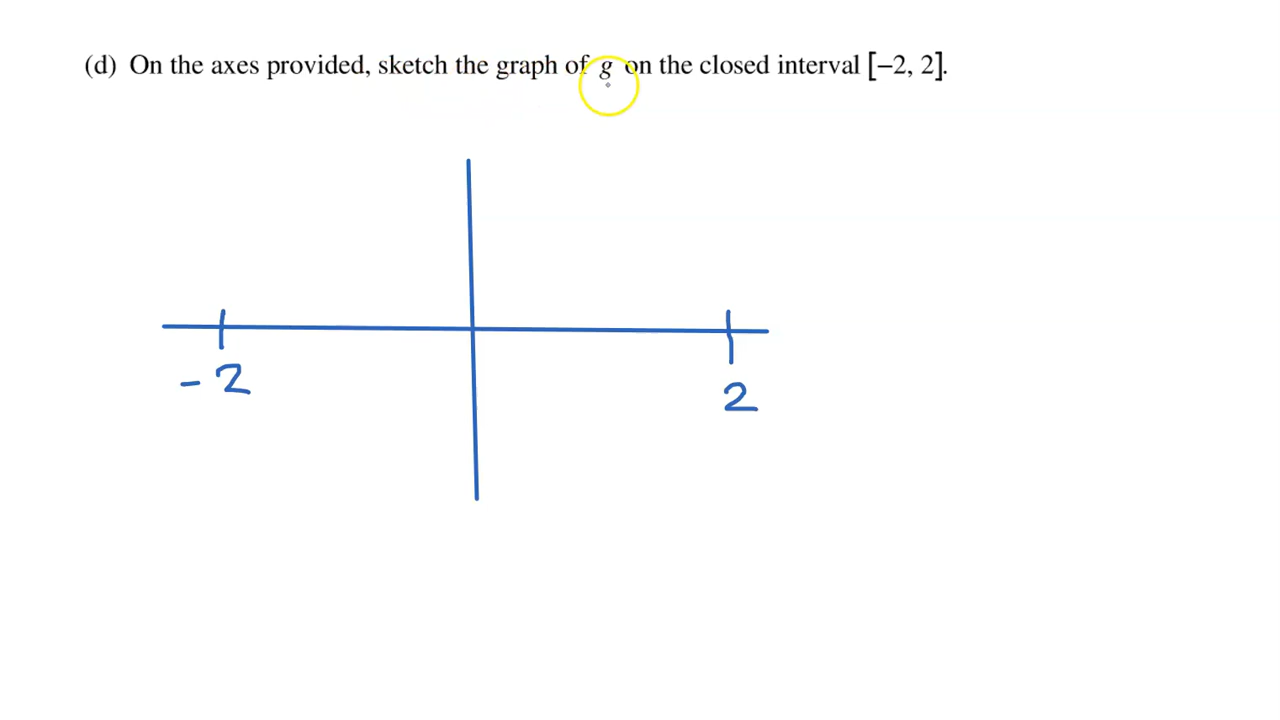 (d) On the axes provided, sketch the graph of g on the closed interval [−2, 2].
-2
2